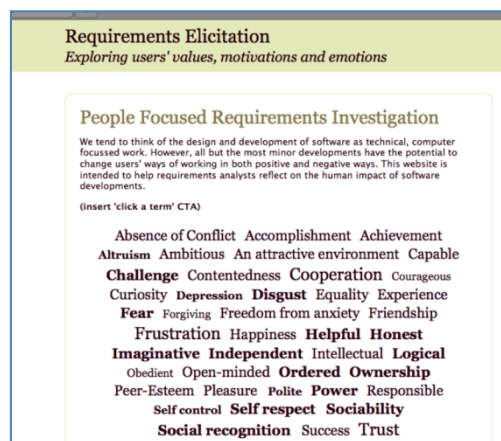 Requirements Elicitation
Exploring users' values, motivations and emotions
People Focused Requirements Investigation
We tend to think of the design and development of software as technical, computer
focussed work. However, all but the most minor developments have the potential to
change users' ways of working in both positive and negative ways. This website is
intended to help requirements analysts reflect on the human impact of software
developments.
(insert 'click a term' CTA)
Absence of Conflict Accomplishment Achievement
Altruism Ambitious An attractive environment Capable
Challenge Contentedness Cooperation Courageous
Curiosity Depression Disgust Equality Experience
Fear Forgiving Freedom from anxiety Friendship
Frustration Happiness Helpful Honest
Imaginative Independent Intellectual Logical
Obedient Open-minded Ordered Ownership
Peer-Esteem Pleasure Polite Power Responsible
Self control Self respect Sociability
Social recognition Success Trust